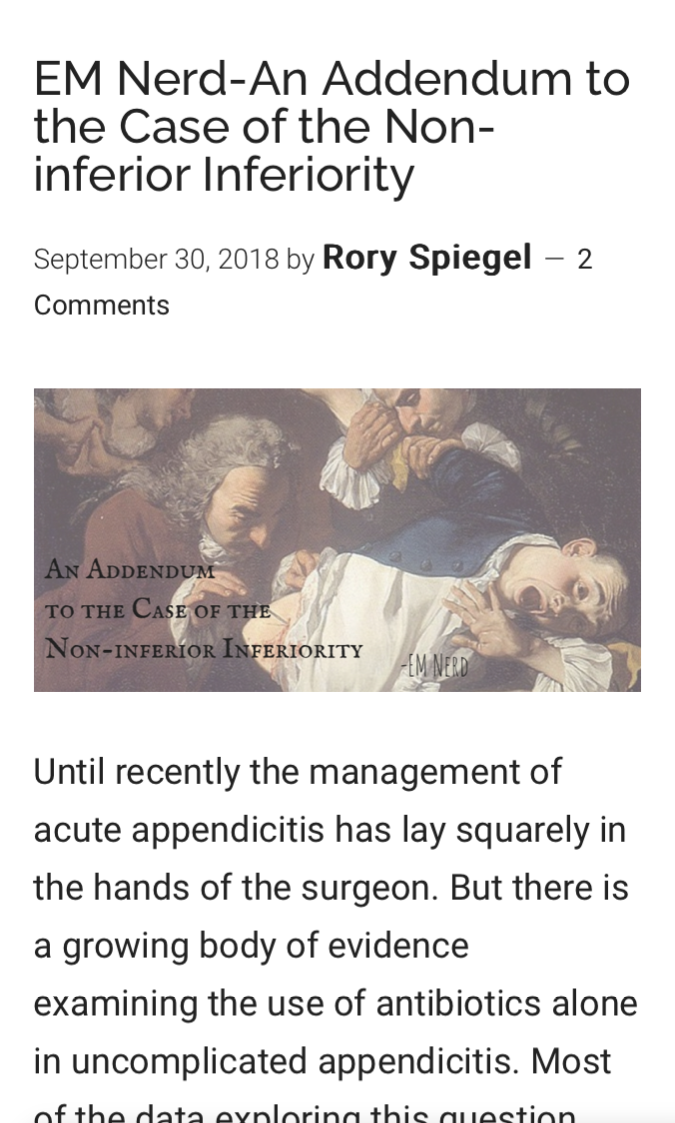 EM Nerd-An Addendum to
the Case of the Non-
inferior Inferiority
September 30, 2018 by Rory Spiegel — 2
Comments
An Addendum
to the Case of the
Non-inferior Inferiority
-EM Nerd
Until recently the management of
acute appendicitis has lay squarely in
the hands of the surgeon. But there is
a growing body of evidence
examining the use of antibiotics alone
in uncomplicated appendicitis. Most
of the data exploring this question